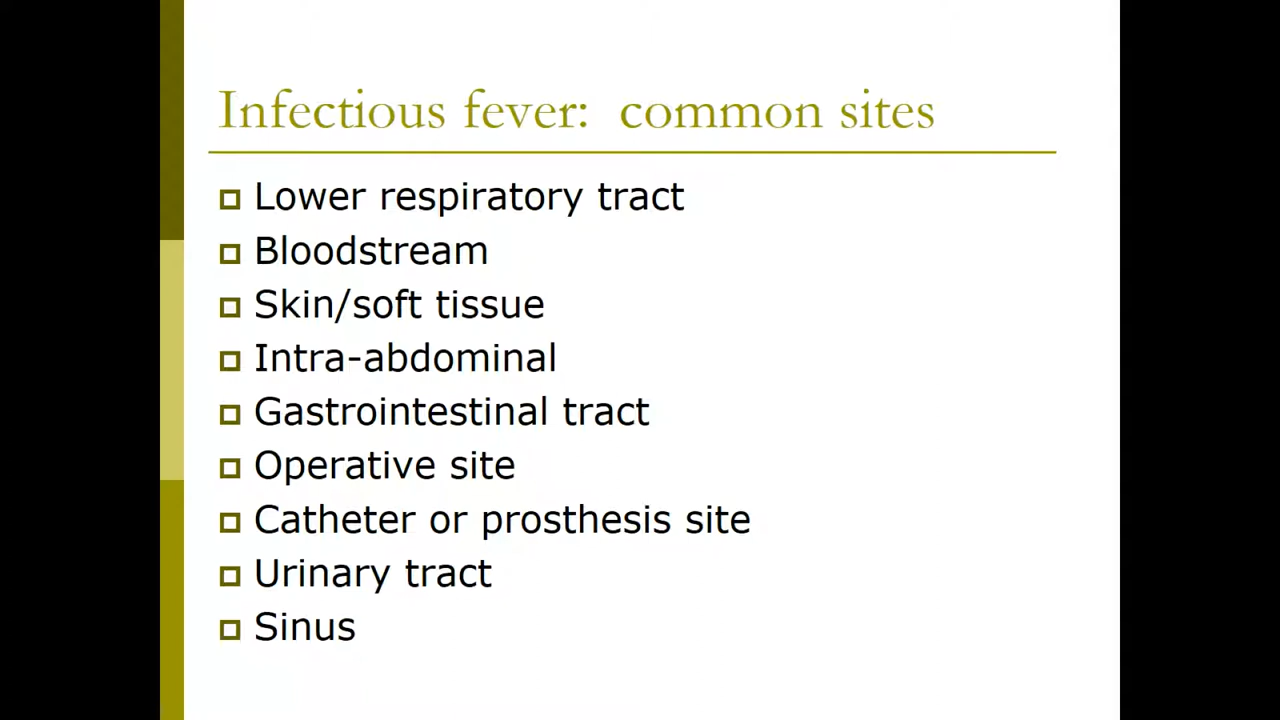 Infectious fever: common sites
Lower respiratory tract
Bloodstream
Skin/soft tissue
Intra-abdominal
Gastrointestinal tract
Operative site
Catheter or prosthesis site
Urinary tract
Sinus